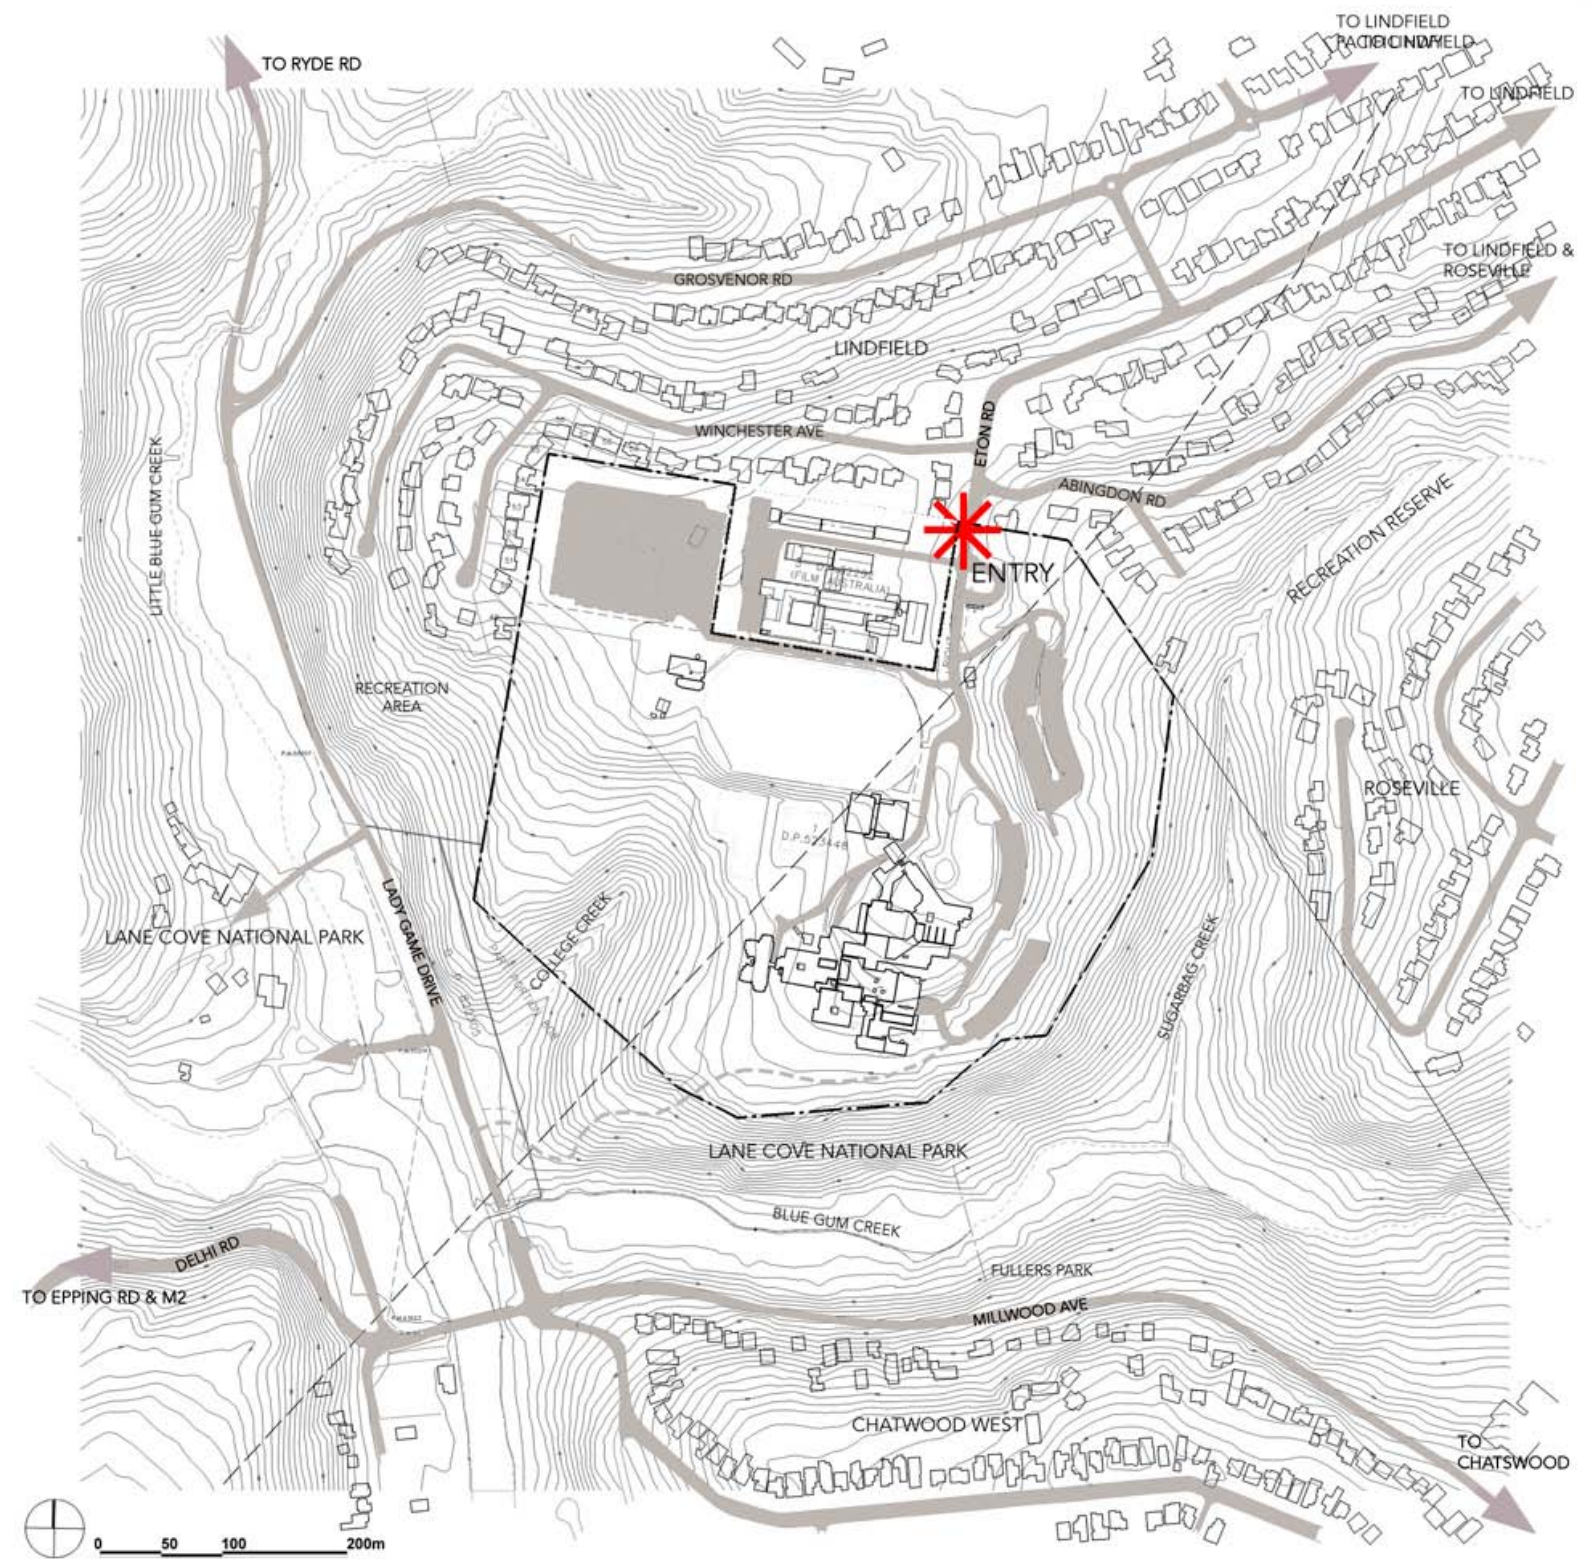 TO LINDFIELD
TO LINDFIELD
TO RYDE RD
TO LINDFIELD
TO LINDFIELD &
ROSEVILLE
GROSVENOR RD
LINDFIELD
WINCHESTER AVE
ETON RD
ABINGDON RD
LITTLE BLUE GUM CREEK
RECREATION RESERVE
ENTRY
(FILM AUSTRALIA)
RECREATION
AREA
ROSEVILLE
D.P.523448
LADY GAME DRIVE
COLLEGE CREEK
LANE COVE NATIONAL PARK
SUGARBAG CREEK
LANE COVE NATIONAL PARK
BLUE GUM CREEK
DELHI RD
FULLERS PARK
TO EPPING RD & M2
MILLWOOD AVE
CHATWOOD WEST
TO
CHATSWOOD
0 50 100 200m